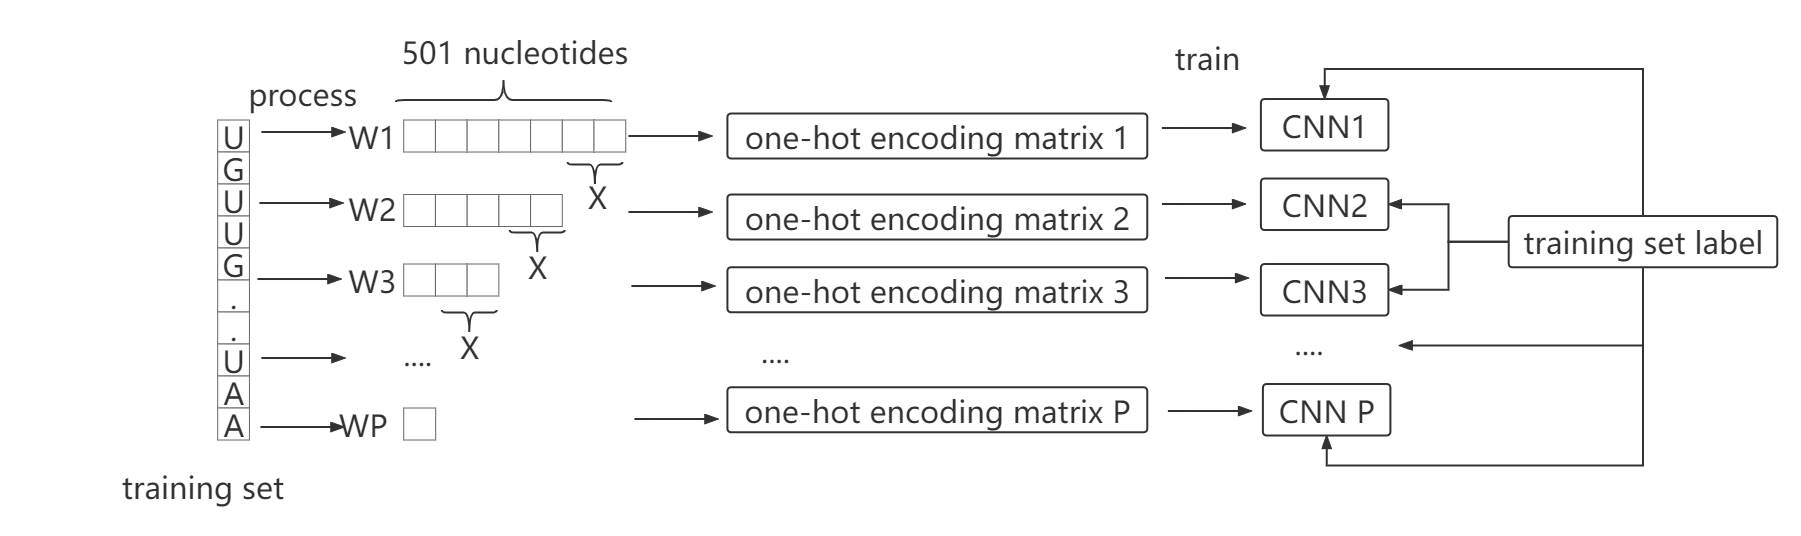 501 nucleotides
train
process
U
G
U
U
G
.
.
U
A
A
W1
one-hot encoding matrix 1
CNN1
X
W2
one-hot encoding matrix 2
CNN2
X
training set label
W3
one-hot encoding matrix 3
CNN3
X
....
....
....
WP
one-hot encoding matrix P
CNN P
training set